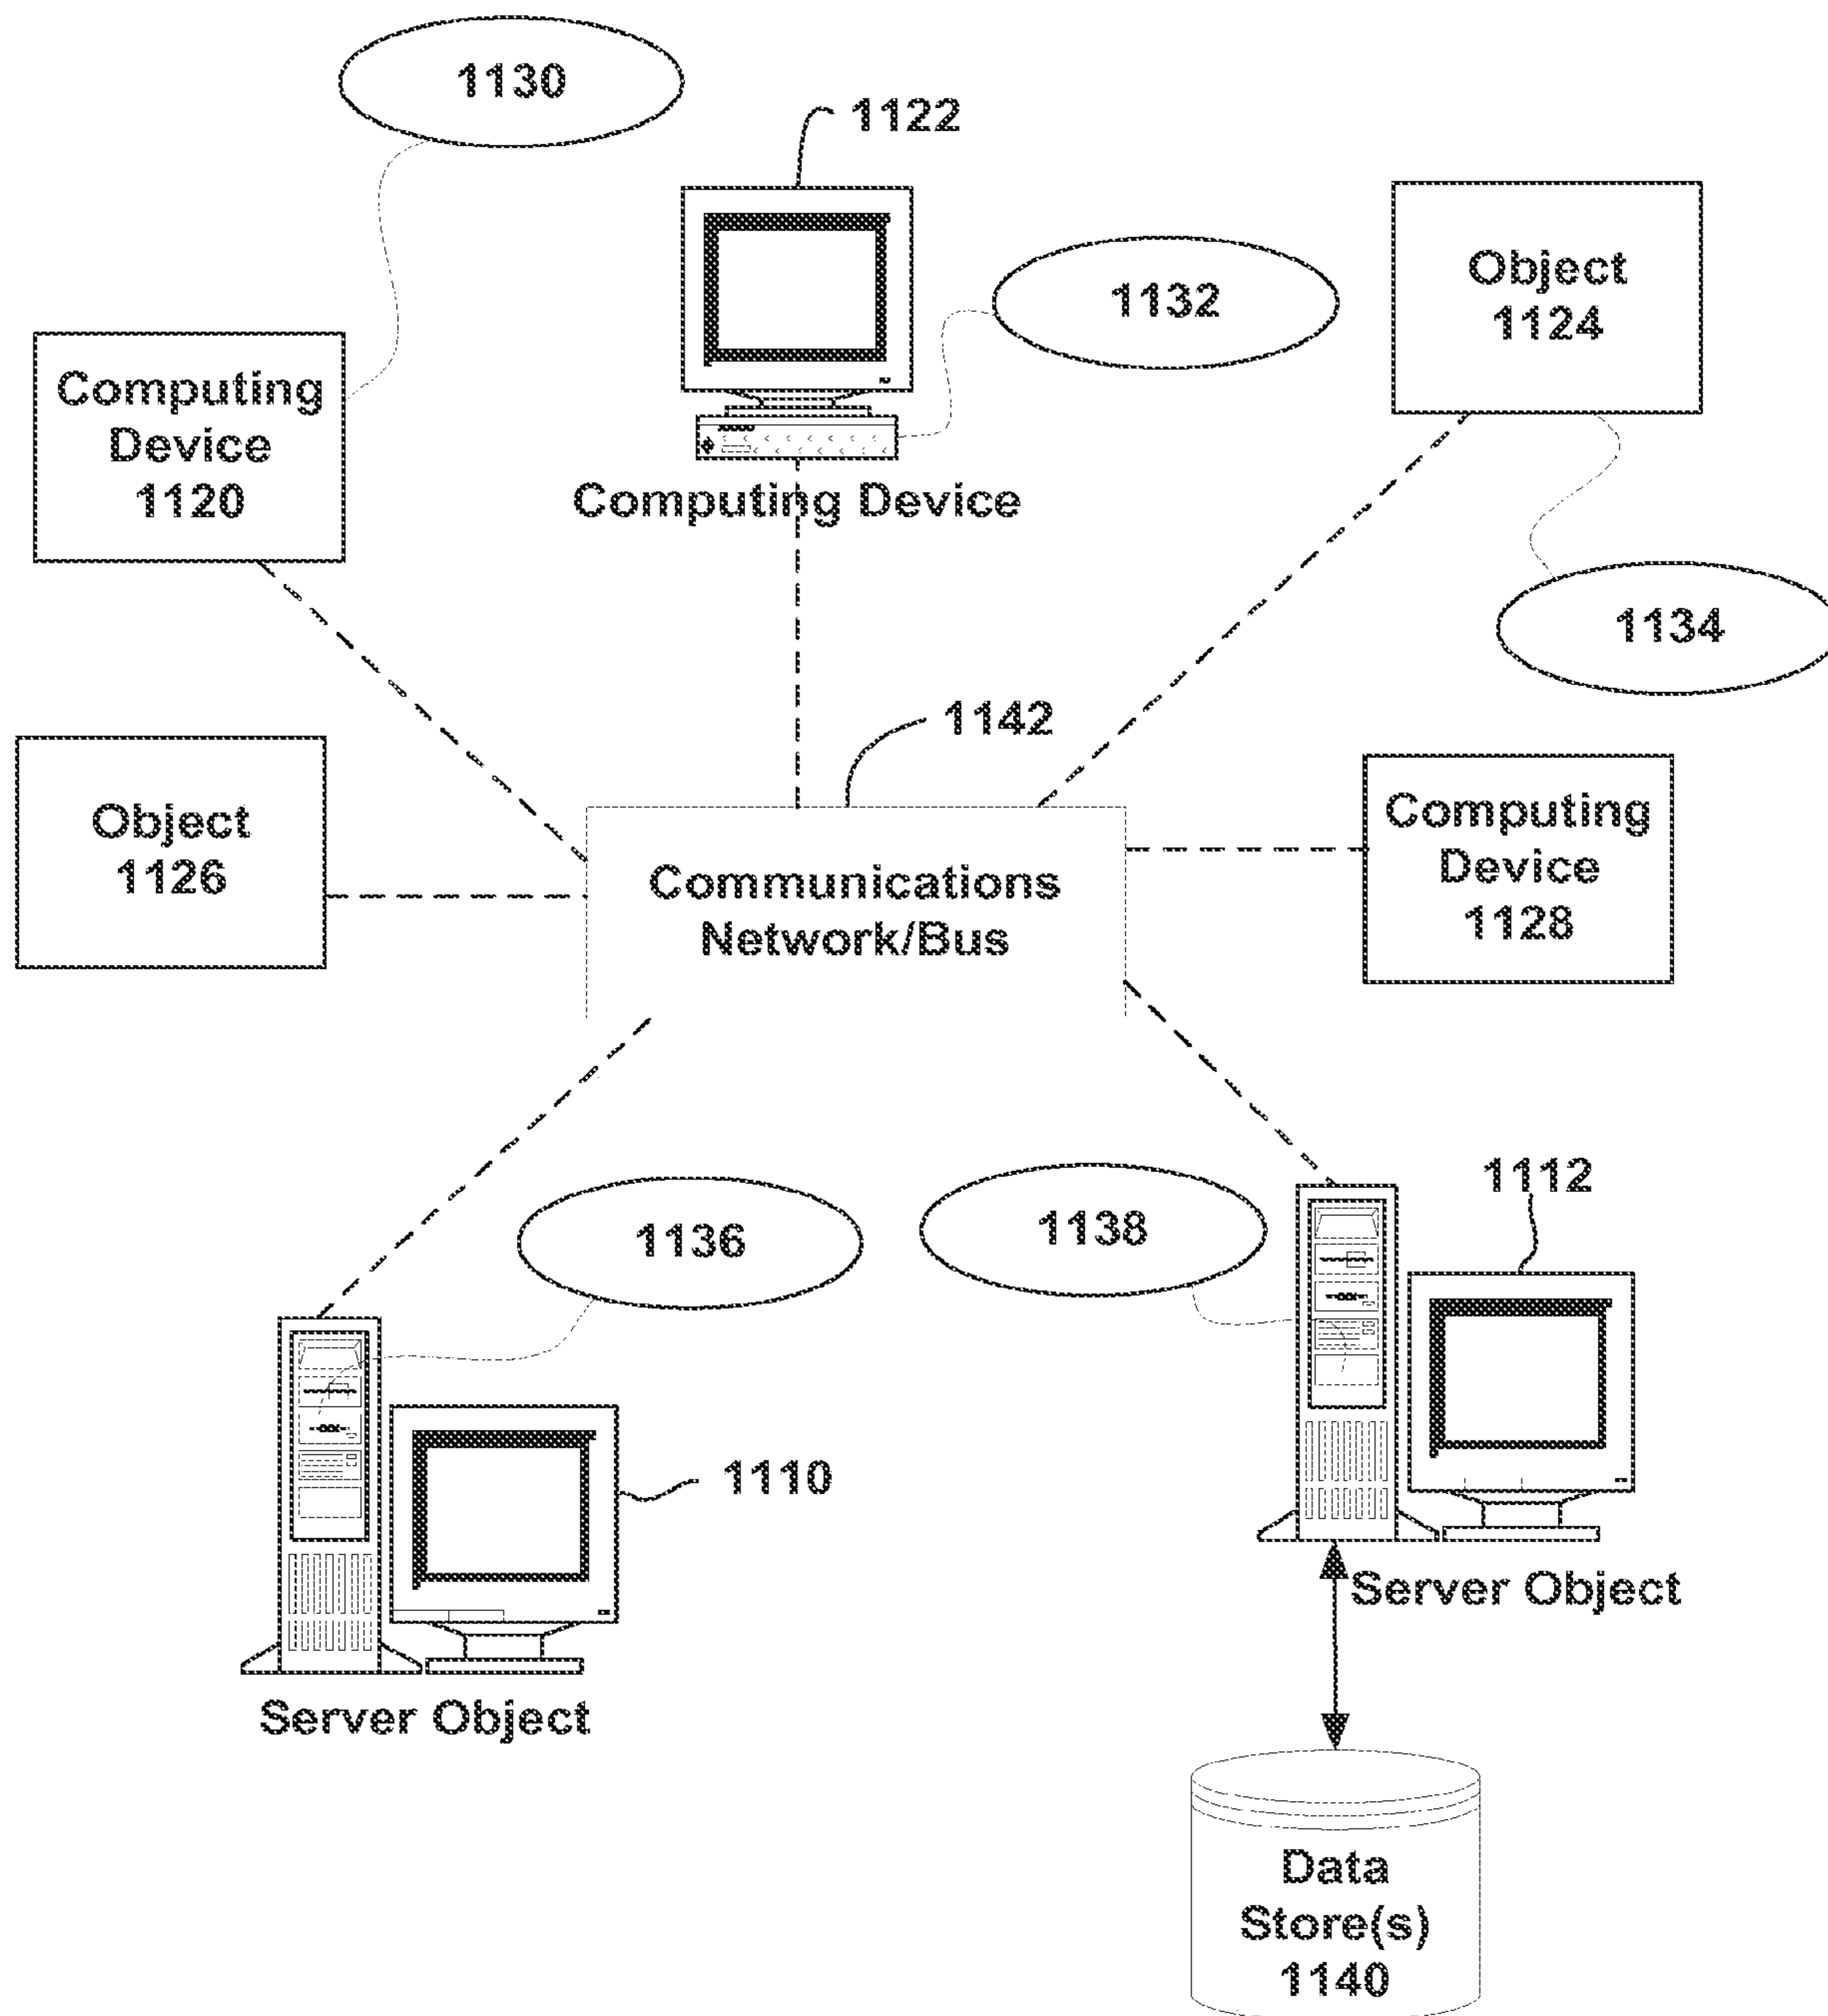 1130
1122
1132
Object
1124
Computing
Device
1120
Computing Device
1134
1142
Object
1126
Communications
Network/Bus
Computing
Device
1128
1136
1138
1112
1110
Server Object
Server Object
Data
Store(s)
1140